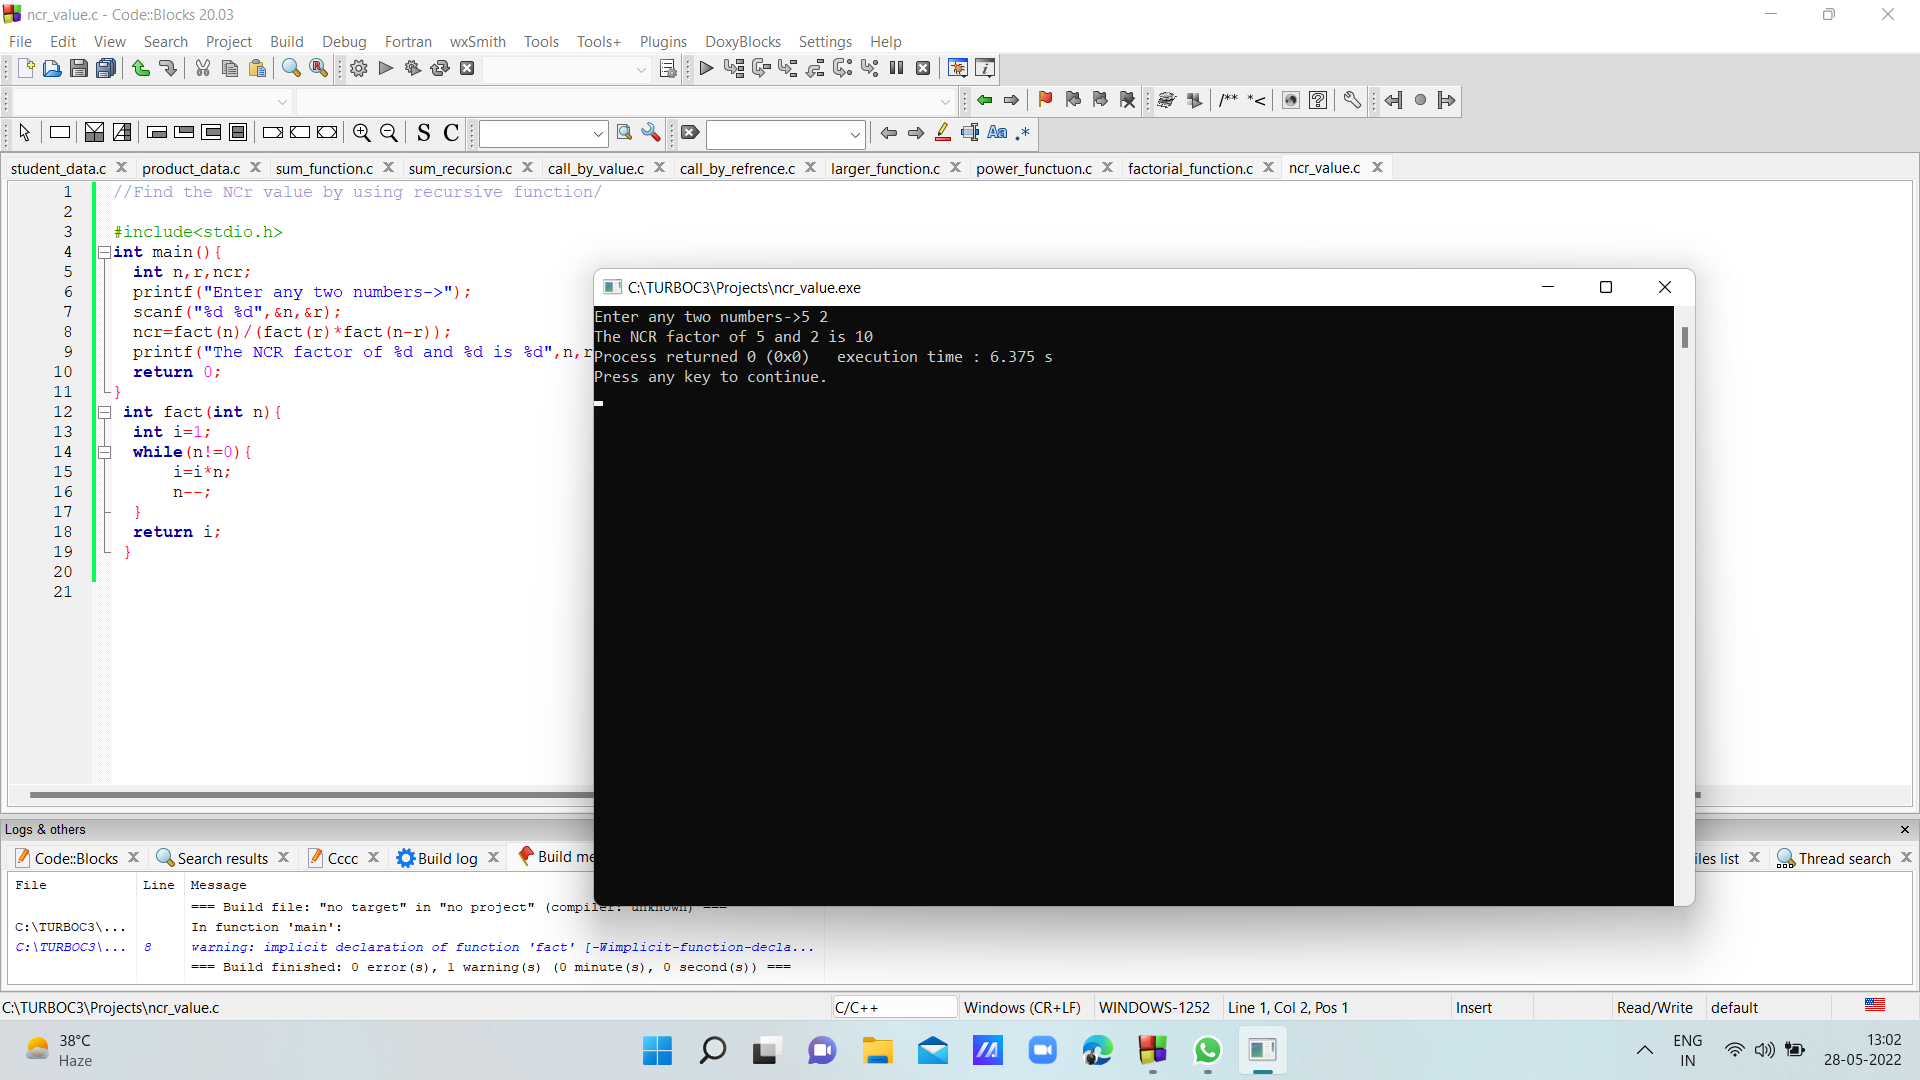 ncr_value.c - Code::Blocks 20.03
File Edit View Search Project Build Debug Fortran wxSmith Tools Tools+ Plugins DoxyBlocks Settings Help
/** *<
S C
Aa .*
student_data.c product_data.c sum_function.c sum_recursion.c call_by_value.c call_by_refrence.c larger_function.c power_functuon.c factorial_function.c ncr_value.c
1 //Find the NCr value by using recursive function/
2
3 #include<stdio.h>
4 int main(){
5 int n,r,ncr;
6 printf("Enter any two numbers->");
7 scanf("%d %d",&n,&r);
8 ncr=fact(n)/(fact(r)*fact(n-r));
9 printf("The NCR factor of %d and %d is %d",n,r
10 return 0;
11 }
12 int fact(int n){
13 int i=1;
14 while(n!=0){
15 i=i*n;
16 n--;
17 }
18 return i;
19 }
20
21
C:\TURBOC3\Projects\ncr_value.exe
Enter any two numbers->5 2
The NCR factor of 5 and 2 is 10
Process returned 0 (0x0) execution time : 6.375 s
Press any key to continue.
Logs & others
Code::Blocks Search results Cccc Build log Build me iles list Thread search
File Line Message
=== Build file: "no target" in "no project" (compiler: unknown) ===
C:\TURBOC3\... In function 'main':
C:\TURBOC3\... 8 warning: implicit declaration of function 'fact' [-Wimplicit-function-decla...
=== Build finished: 0 error(s), 1 warning(s) (0 minute(s), 0 second(s)) ===
C:\TURBOC3\Projects\ncr_value.c C/C++ Windows (CR+LF) WINDOWS-1252 Line 1, Col 2, Pos 1 Insert Read/Write default
38°C
Haze
ENG
IN
13:02
28-05-2022